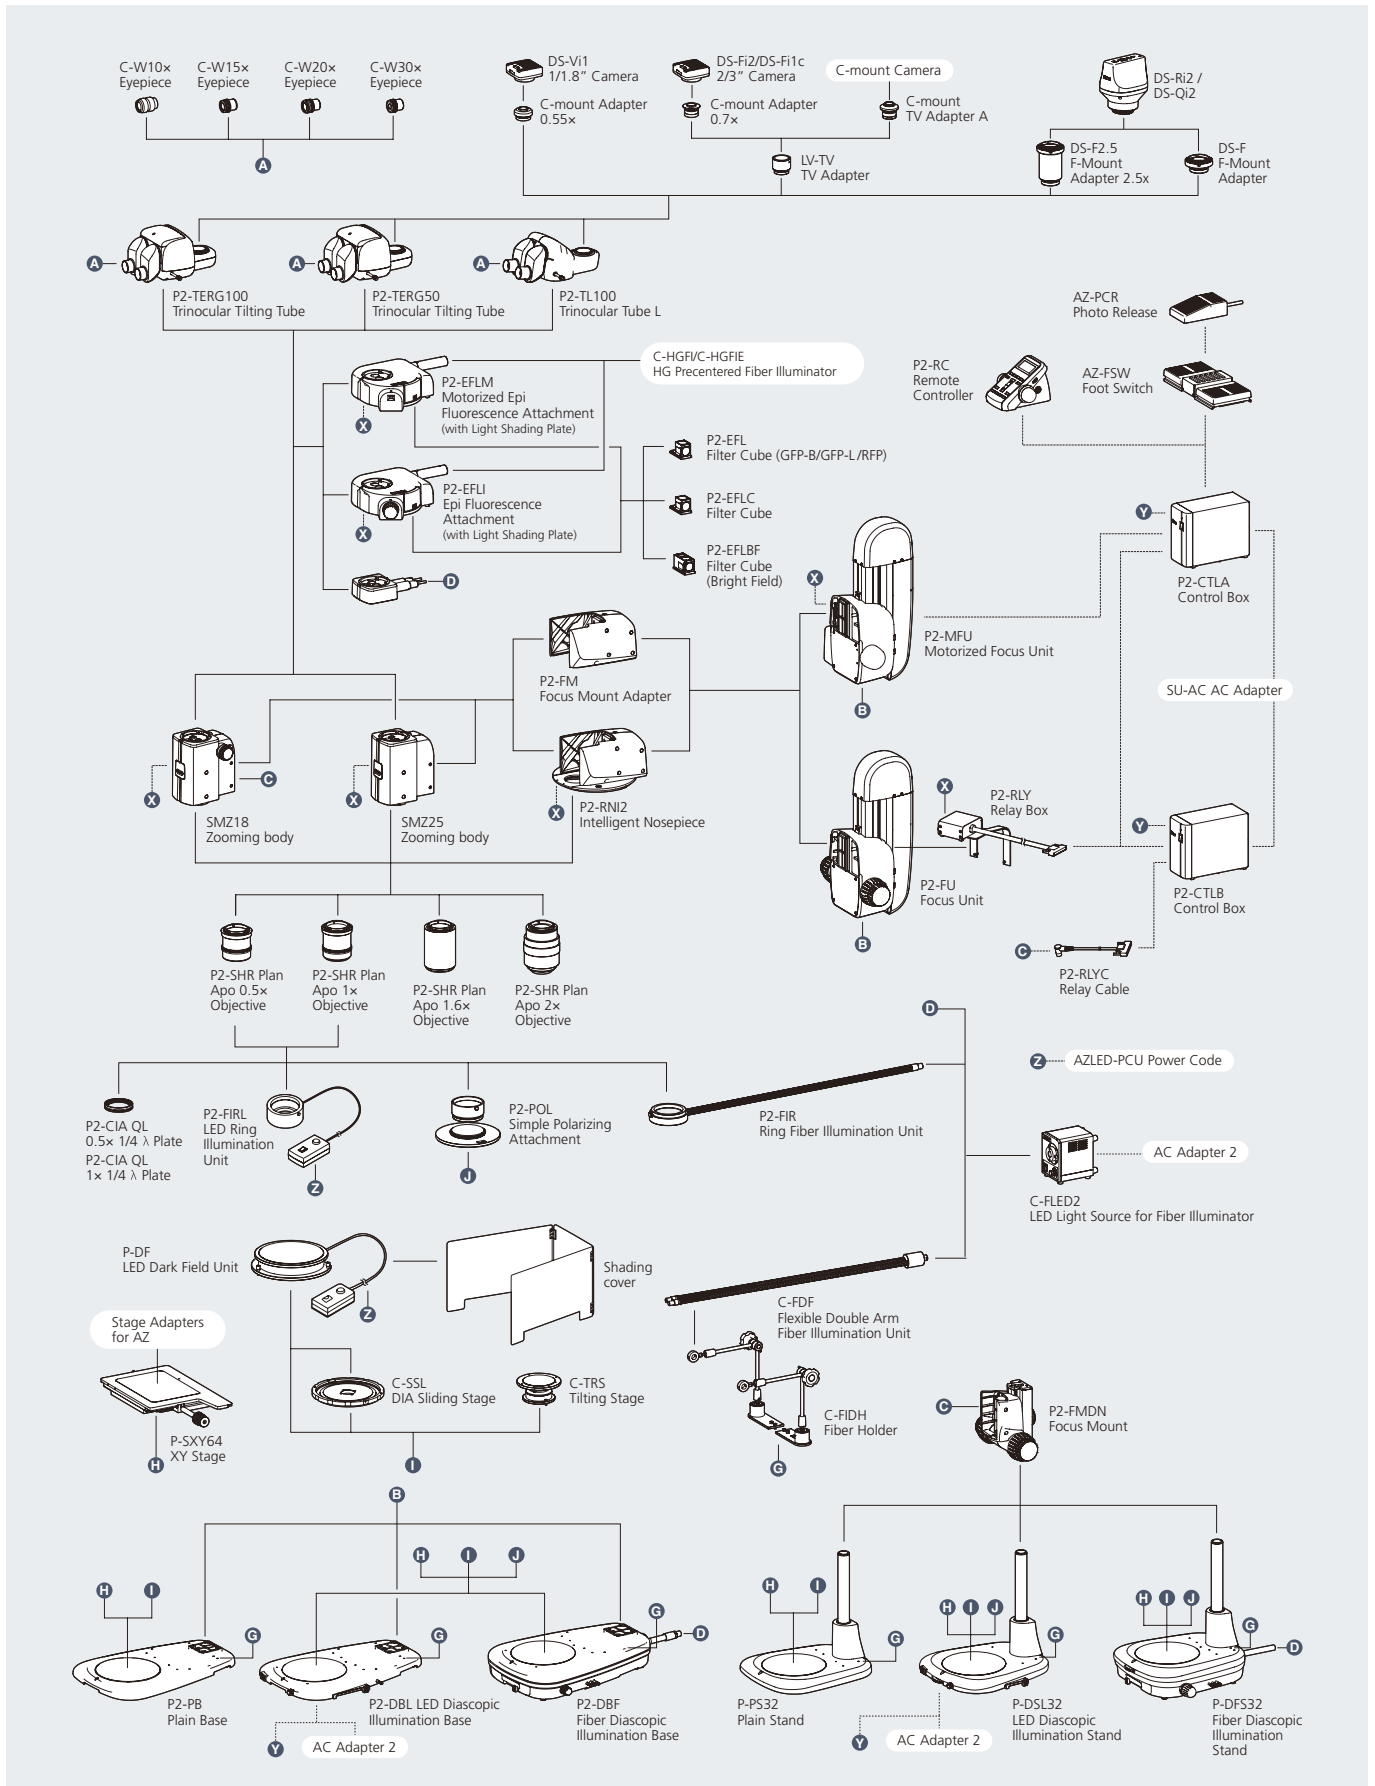 C-W10×
Eyepiece
C-W15×
Eyepiece
C-W20×
Eyepiece
C-W30×
Eyepiece
A
DS-Vi1
1/1.8” Camera
C-mount Adapter
0.55×
DS-Fi2/DS-Fi1c
2/3” Camera
C-mount Adapter
0.7×
C-mount Camera
C-mount
TV Adapter A
LV-TV
TV Adapter
DS-Ri2 /
DS-Qi2
DS-F2.5
F-Mount
Adapter 2.5x
DS-F
F-Mount
Adapter
A
A
A
P2-TERG100
Trinocular Tilting Tube
P2-TERG50
Trinocular Tilting Tube
P2-TL100
Trinocular Tube L
AZ-PCR
Photo Release
P2-RC
Remote
Controller
AZ-FSW
Foot Switch
C-HGFI/C-HGFIE
HG Precentered Fiber Illuminator
P2-EFLM
Motorized Epi
Fluorescence Attachment
(with Light Shading Plate)
X
P2-EFLI
Epi Fluorescence
Attachment
(with Light Shading Plate)
X
P2-EFL
Filter Cube (GFP-B/GFP-L/RFP)
P2-EFLC
Filter Cube
P2-EFLBF
Filter Cube
(Bright Field)
D
Y
P2-CTLA
Control Box
X
P2-MFU
Motorized Focus Unit
B
P2-FM
Focus Mount Adapter
SU-AC AC Adapter
X
C
SMZ18
Zooming body
X
SMZ25
Zooming body
X
P2-RNI2
Intelligent Nosepiece
X
P2-RLY
Relay Box
Y
P2-CTLB
Control Box
P2-FU
Focus Unit
B
C
P2-RLYC
Relay Cable
P2-SHR Plan
Apo 0.5×
Objective
P2-SHR Plan
Apo 1×
Objective
P2-SHR Plan
Apo 1.6×
Objective
P2-SHR Plan
Apo 2×
Objective
D
Z
AZLED-PCU Power Code
P2-CIA QL
0.5× 1/4 λ Plate
P2-CIA QL
1× 1/4 λ Plate
P2-FIRL
LED Ring
Illumination
Unit
Z
P2-POL
Simple Polarizing
Attachment
J
P2-FIR
Ring Fiber Illumination Unit
AC Adapter 2
C-FLED2
LED Light Source for Fiber Illuminator
P-DF
LED Dark Field Unit
Z
Shading
cover
C-FDF
Flexible Double Arm
Fiber Illumination Unit
Stage Adapters
for AZ
H
P-SXY64
XY Stage
C-SSL
DIA Sliding Stage
C-TRS
Tilting Stage
I
C-FIDH
Fiber Holder
G
C
P2-FMDN
Focus Mount
B
H
I
J
H
I
G
G
G
D
P2-PB
Plain Base
P2-DBL LED Diascopic
Illumination Base
Y
AC Adapter 2
P2-DBF
Fiber Diascopic
Illumination Base
H
I
G
P-PS32
Plain Stand
H
I
J
G
P-DSL32
LED Diascopic
Illumination Stand
Y
AC Adapter 2
H
I
J
G
D
P-DFS32
Fiber Diascopic
Illumination
Stand